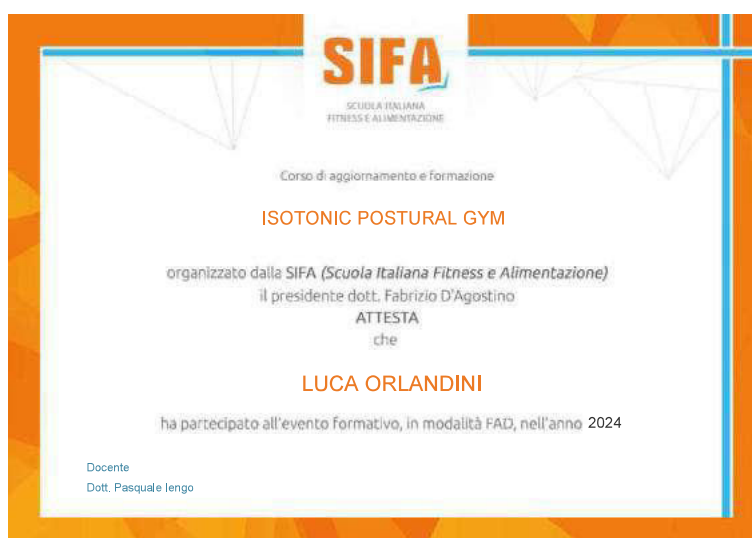 SIFA
SCUOLA ITALIANA
FITNESS E ALIMENTAZIONE
Corso di aggiornamento e formazione
ISOTONIC POSTURAL GYM
organizzato dalla SIFA (Scuola Italiana Fitness e Alimentazione)
il presidente dott. Fabrizio D'Agostino
ATTESTA
che
LUCA ORLANDINI
ha partecipato all'evento formativo, in modalità FAD, nell'anno 2024
Docente
Dott. Pasquale Iengo